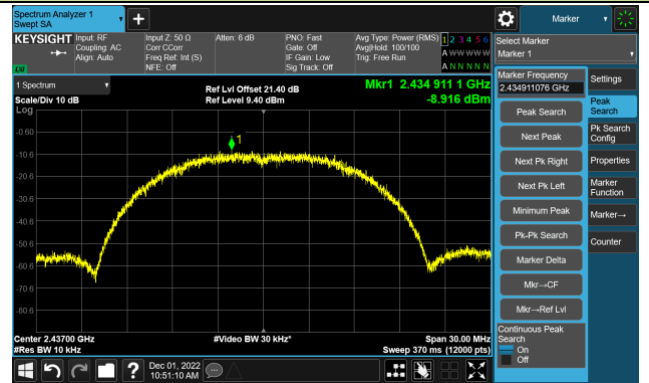 Spectrum Analyzer 1
Swept SA
+
Marker
KEYSIGHT
Input: RF
Coupling: AC
Align: Auto
Input Z: 50 Ω
Corr CCorr
Freq Ref: Int (S)
NFE: Off
Atten: 6 dB
PNO: Fast
Gate: Off
IF Gain: Low
Sig Track: Off
Avg Type: Power (RMS)
Avg|Hold: 100/100
Trig: Free Run
1 2 3 4 5 6
A W W W W W
A N N N N N
Select Marker
Marker 1
1 Spectrum
Scale/Div 10 dB
Log
Ref Lvl Offset 21.40 dB
Ref Level 9.40 dBm
Mkr1 2.434 911 1 GHz
-8.916 dBm
1
-0.60
-10.6
-20.6
-30.6
-40.6
-50.6
-60.6
-70.6
-80.6
Center 2.43700 GHz
#Res BW 10 kHz
#Video BW 30 kHz*
Span 30.00 MHz
Sweep 370 ms (12000 pts)
Marker Frequency
2.434911076 GHz
Peak Search
Next Peak
Next Pk Right
Next Pk Left
Minimum Peak
Pk-Pk Search
Marker Delta
Mkr→CF
Mkr→Ref Lvl
Continuous Peak
Search
On
Off
Settings
Peak
Search
Pk Search
Config
Properties
Marker
Function
Marker→
Counter
?
Dec 01, 2022
10:51:10 AM